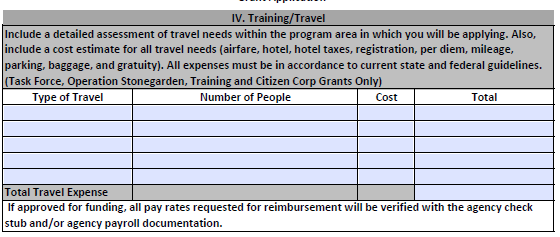 Grant Application
IV. Training/Travel
Include a detailed assessment of travel needs within the program area in which you will be applying. Also,
include a cost estimate for all travel needs (airfare, hotel, hotel taxes, registration, per diem, mileage,
parking, baggage, and gratuity). All expenses must be in accordance to current state and federal guidelines.
(Task Force, Operation Stonegarden, Training and Citizen Corp Grants Only)
Type of Travel Number of People Cost Total
Total Travel Expense
If approved for funding, all pay rates requested for reimbursement will be verified with the agency check
stub and/or agency payroll documentation.